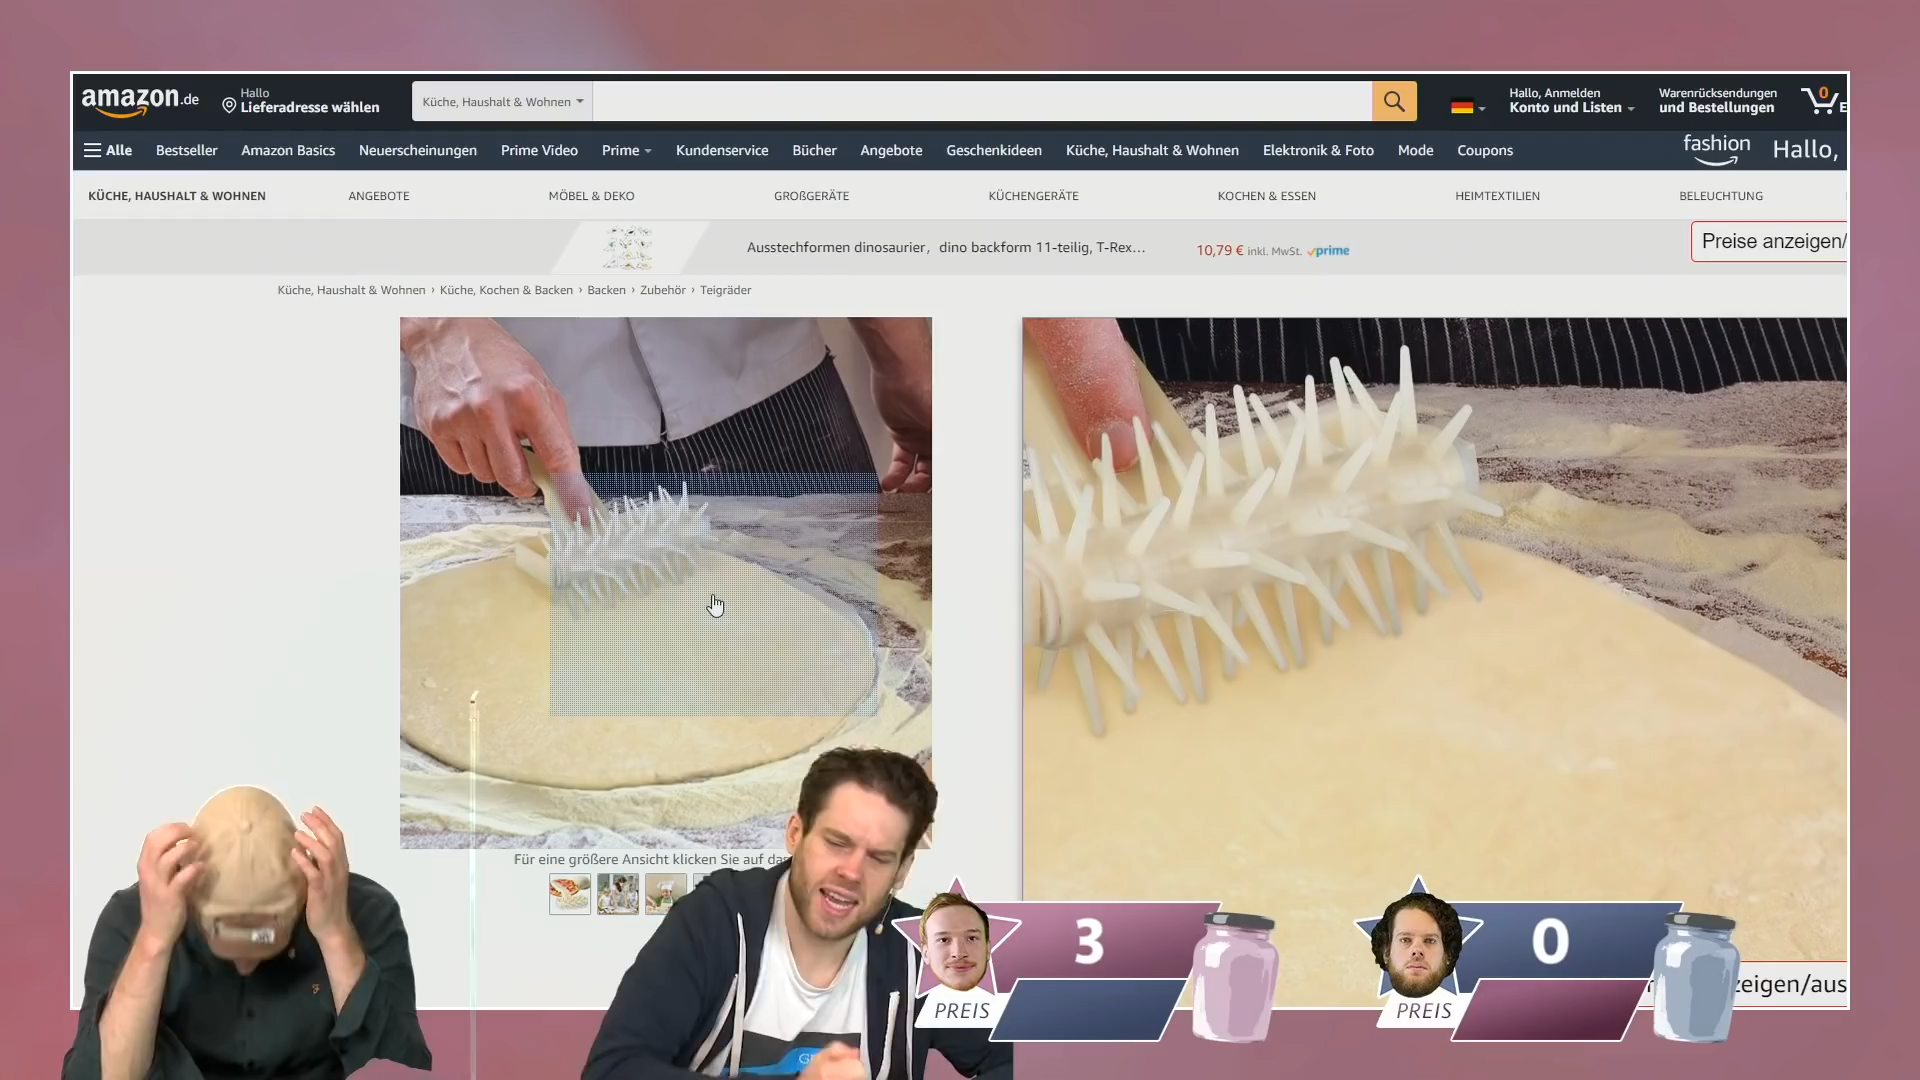 amazon.de
Hallo
Lieferadresse wählen
Küche, Haushalt & Wohnen
Hallo, Anmelden
Konto und Listen
Warenrücksendungen
und Bestellungen
0
E
Alle Bestseller Amazon Basics Neuerscheinungen Prime Video Prime Kundenservice Bücher Angebote Geschenkideen Küche, Haushalt & Wohnen Elektronik & Foto Mode Coupons
fashion Hallo,
KÜCHE, HAUSHALT & WOHNEN ANGEBOTE MÖBEL & DEKO GROßGERÄTE KÜCHENGERÄTE KOCHEN & ESSEN HEIMTEXTILIEN BELEUCHTUNG
Ausstechformen dinosaurier, dino backform 11-teilig, T-Rex... 10,79 € inkl. MwSt. prime
Preise anzeigen/
Küche, Haushalt & Wohnen › Küche, Kochen & Backen › Backen › Zubehör › Teigräder
Für eine größere Ansicht klicken Sie auf das
3
0
PREIS
PREIS
zeigen/aus